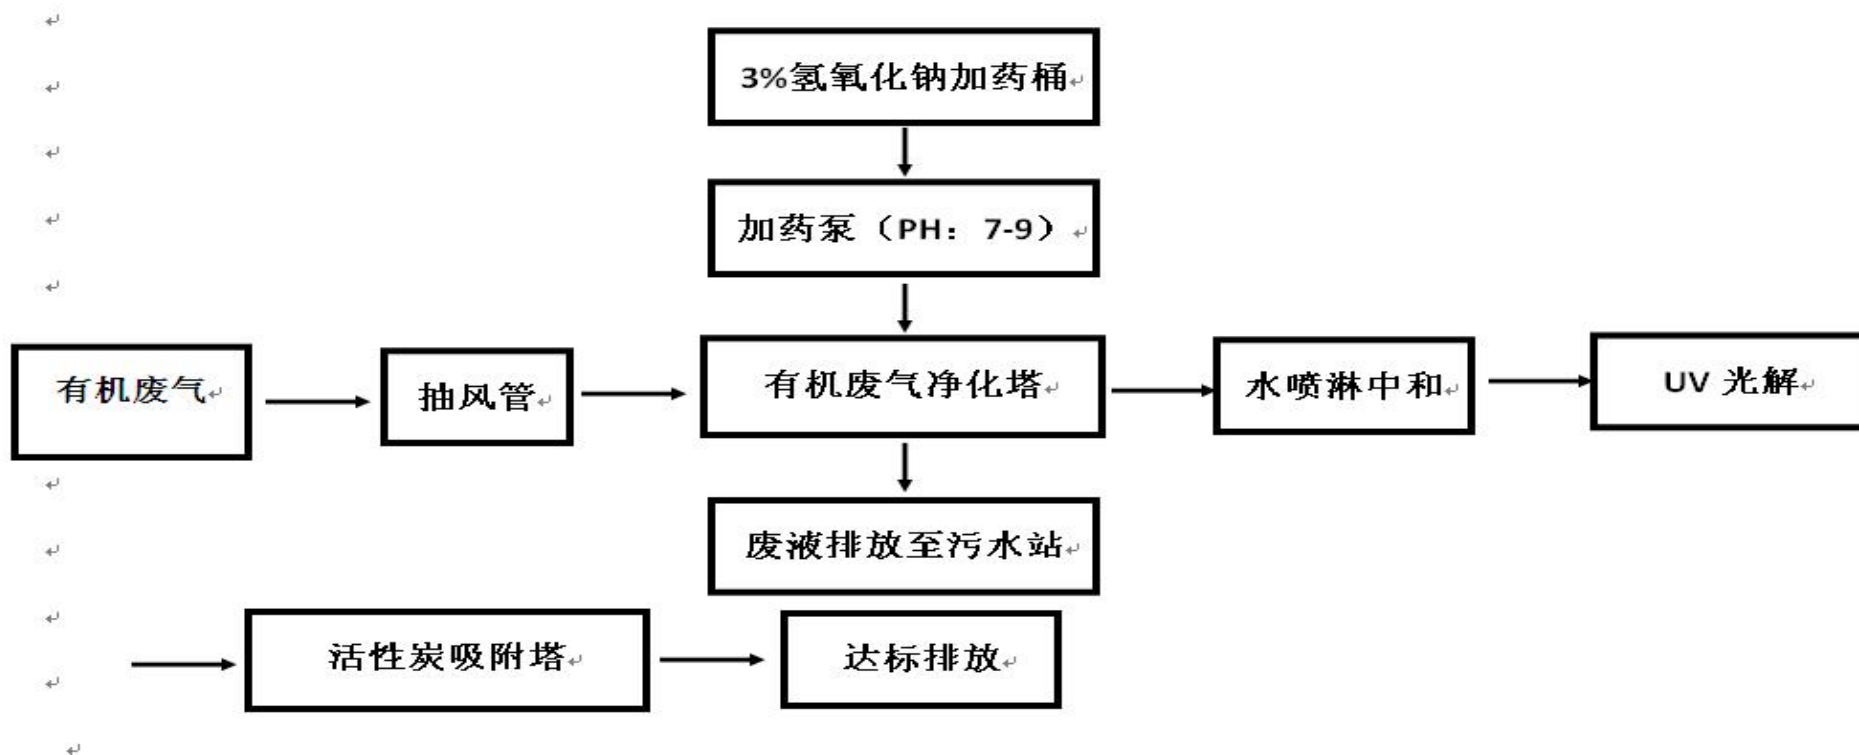 3%氢氧化钠加药桶
加药泵（PH：7-9）
有机废气
抽风管
有机废气净化塔
水喷淋中和
UV 光解
废液排放至污水站
活性炭吸附塔
达标排放